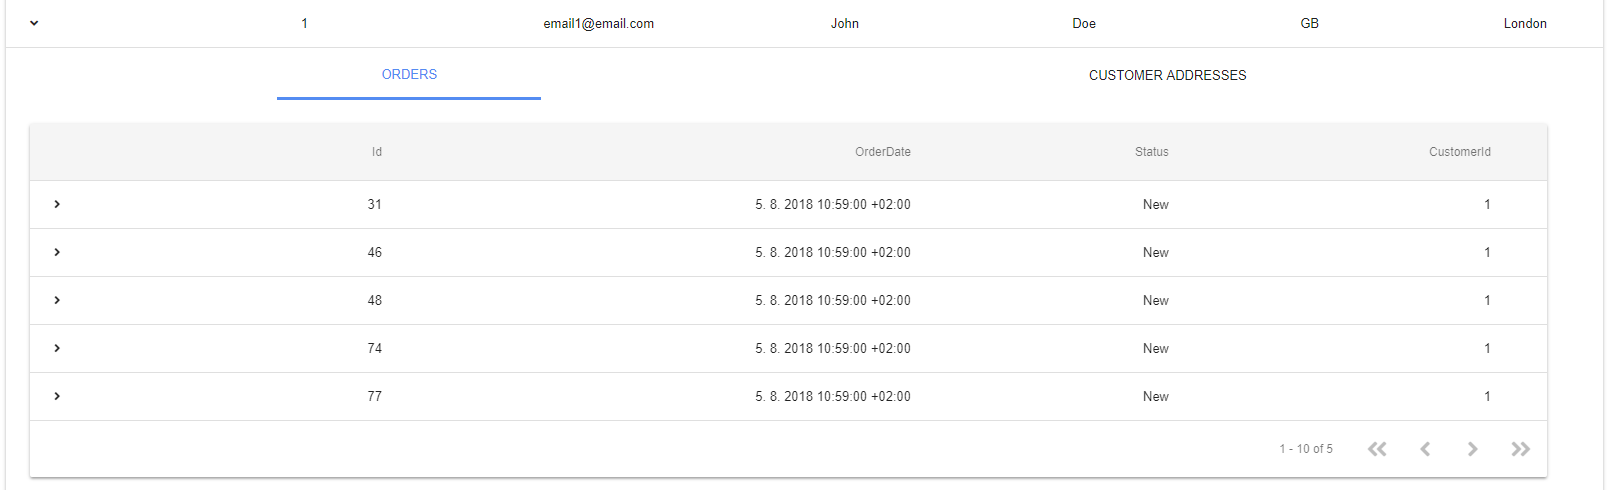 1 email1@email.com John Doe GB London
ORDERS CUSTOMER ADDRESSES
Id OrderDate Status CustomerId
31 5. 8. 2018 10:59:00 +02:00 New 1
46 5. 8. 2018 10:59:00 +02:00 New 1
48 5. 8. 2018 10:59:00 +02:00 New 1
74 5. 8. 2018 10:59:00 +02:00 New 1
77 5. 8. 2018 10:59:00 +02:00 New 1
1 - 10 of 5